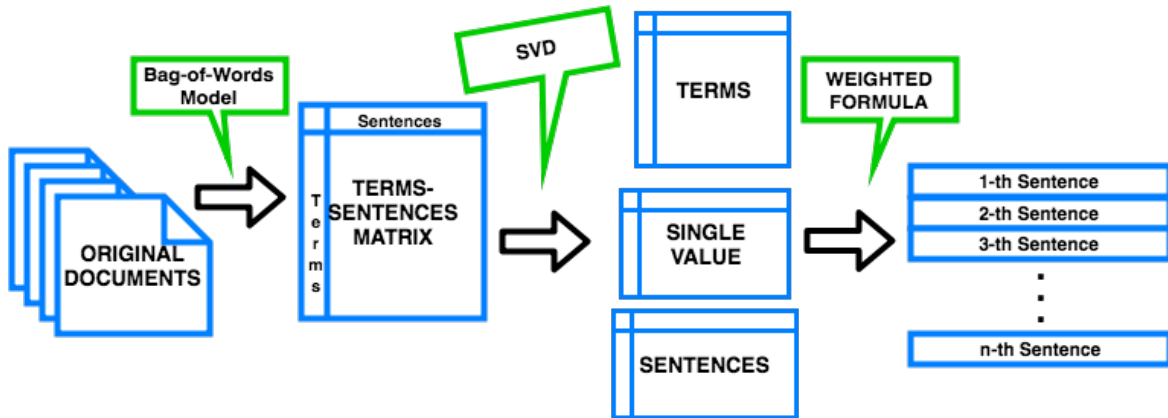 Bag-of-Words
Model
ORIGINAL
DOCUMENTS
Sentences
Terms
TERMS-
SENTENCES
MATRIX
SVD
TERMS
SINGLE
VALUE
SENTENCES
WEIGHTED
FORMULA
1-th Sentence
2-th Sentence
3-th Sentence
n-th Sentence